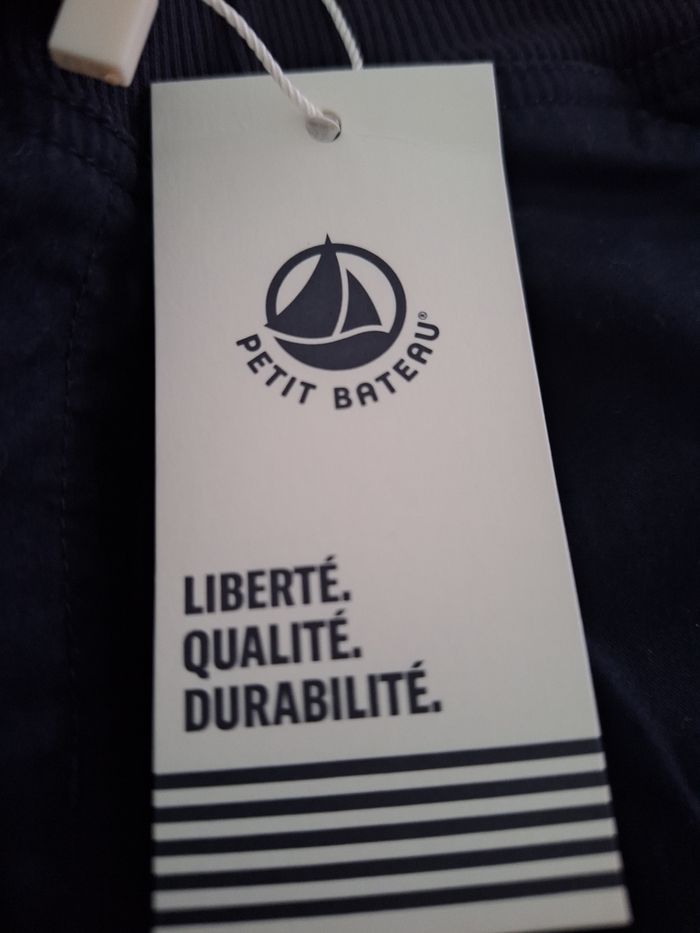 PETIT BATEAU®
LIBERTÉ.
QUALITÉ.
DURABILITÉ.